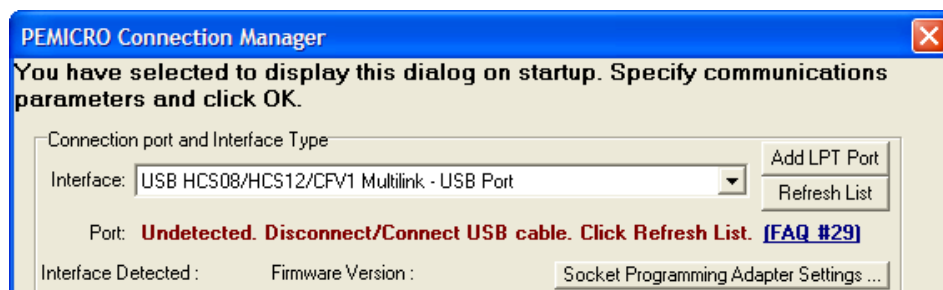 PEMICRO Connection Manager
You have selected to display this dialog on startup. Specify communications
parameters and click OK.
Connection port and Interface Type
Add LPT Port
Interface: USB HCS08/HCS12/CFV1 Multilink - USB Port
Refresh List
Port: Undetected. Disconnect/Connect USB cable. Click Refresh List. (FAQ #29)
Interface Detected : Firmware Version : Socket Programming Adapter Settings ...